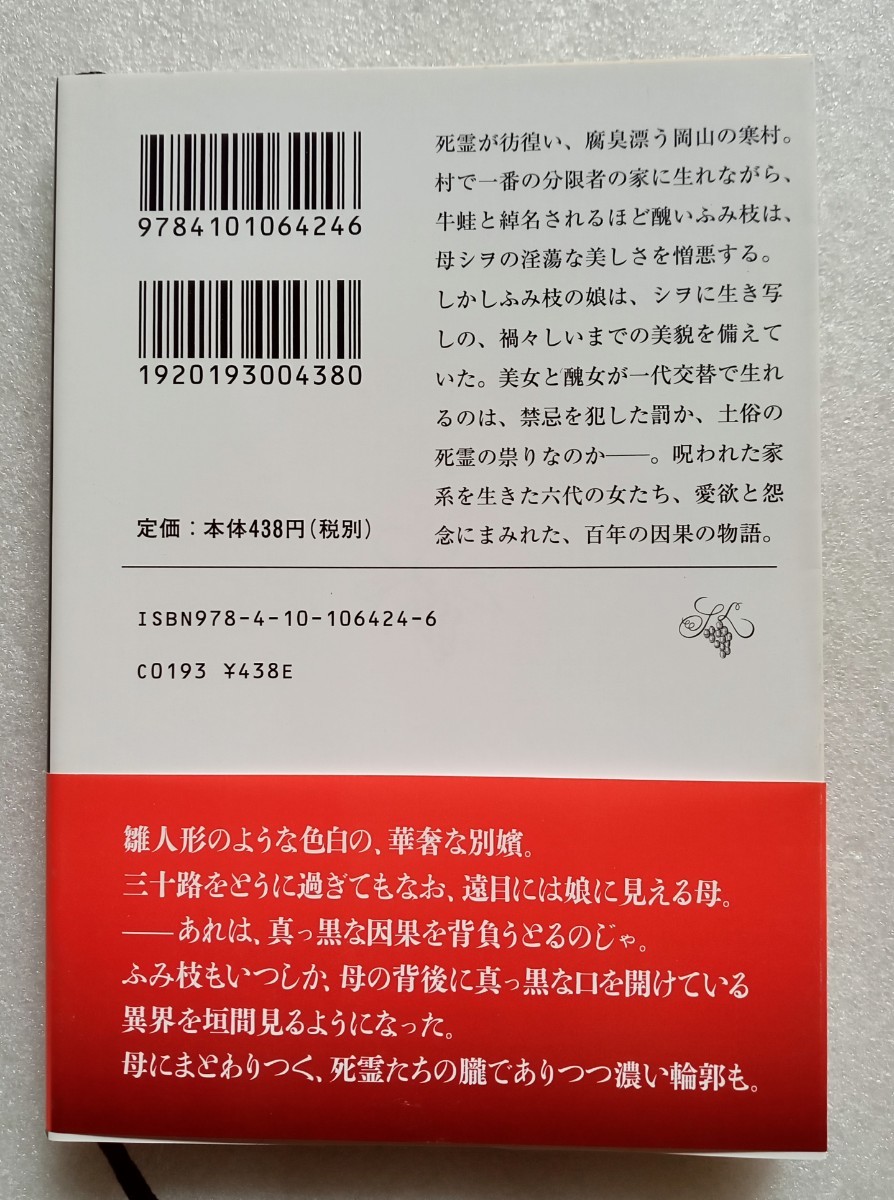 9784101064246
1920193004380
定価：本体438円（税別）
死霊が彷徨い、腐臭漂う岡山の寒村。
村で一番の分限者の家に生れながら、
牛蛙と綽名されるほど醜いふみ枝は、
母シヲの淫蕩な美しさを憎悪する。
しかしふみ枝の娘は、シヲに生き写
しの、禍々しいまでの美貌を備えて
いた。美女と醜女が一代交替で生れ
るのは、禁忌を犯した罰か、土俗の
死霊の祟りなのか――。呪われた家
系を生きた六代の女たち、愛欲と怨
念にまみれた、百年の因果の物語。
ISBN978-4-10-106424-6
C0193 ¥438E
雛人形のような色白の、華奢な別嬪。
三十路をとうに過ぎてもなお、遠目には娘に見える母。
――あれは、真っ黒な因果を背負うとるのじゃ。
ふみ枝もいつしか、母の背後に真っ黒な口を開けている
異界を垣間見るようになった。
母にまとわりつく、死霊たちの朧でありつつ濃い輪郭も。